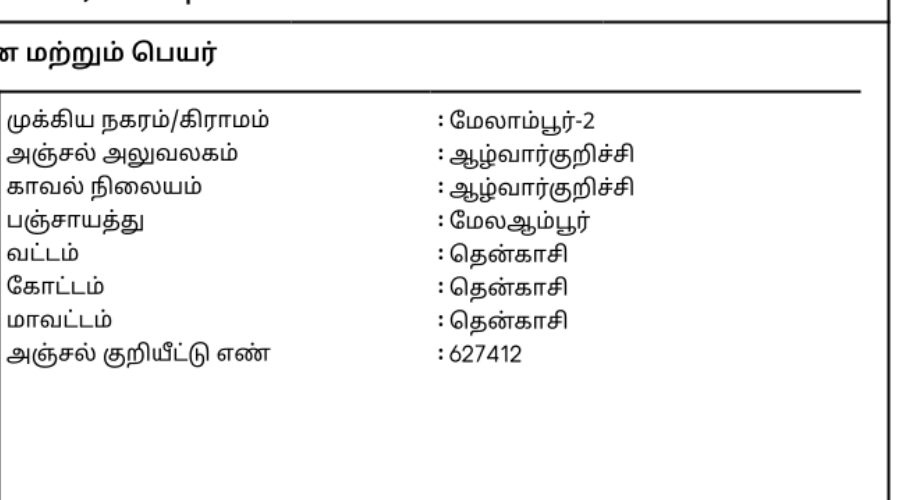 ன மற்றும் பெயர்
முக்கிய நகரம்/கிராமம் : மேலாம்பூர்-2
அஞ்சல் அலுவலகம் : ஆழ்வார்குறிச்சி
காவல் நிலையம் : ஆழ்வார்குறிச்சி
பஞ்சாயத்து : மேலஆம்பூர்
வட்டம் : தென்காசி
கோட்டம் : தென்காசி
மாவட்டம் : தென்காசி
அஞ்சல் குறியீட்டு எண் : 627412